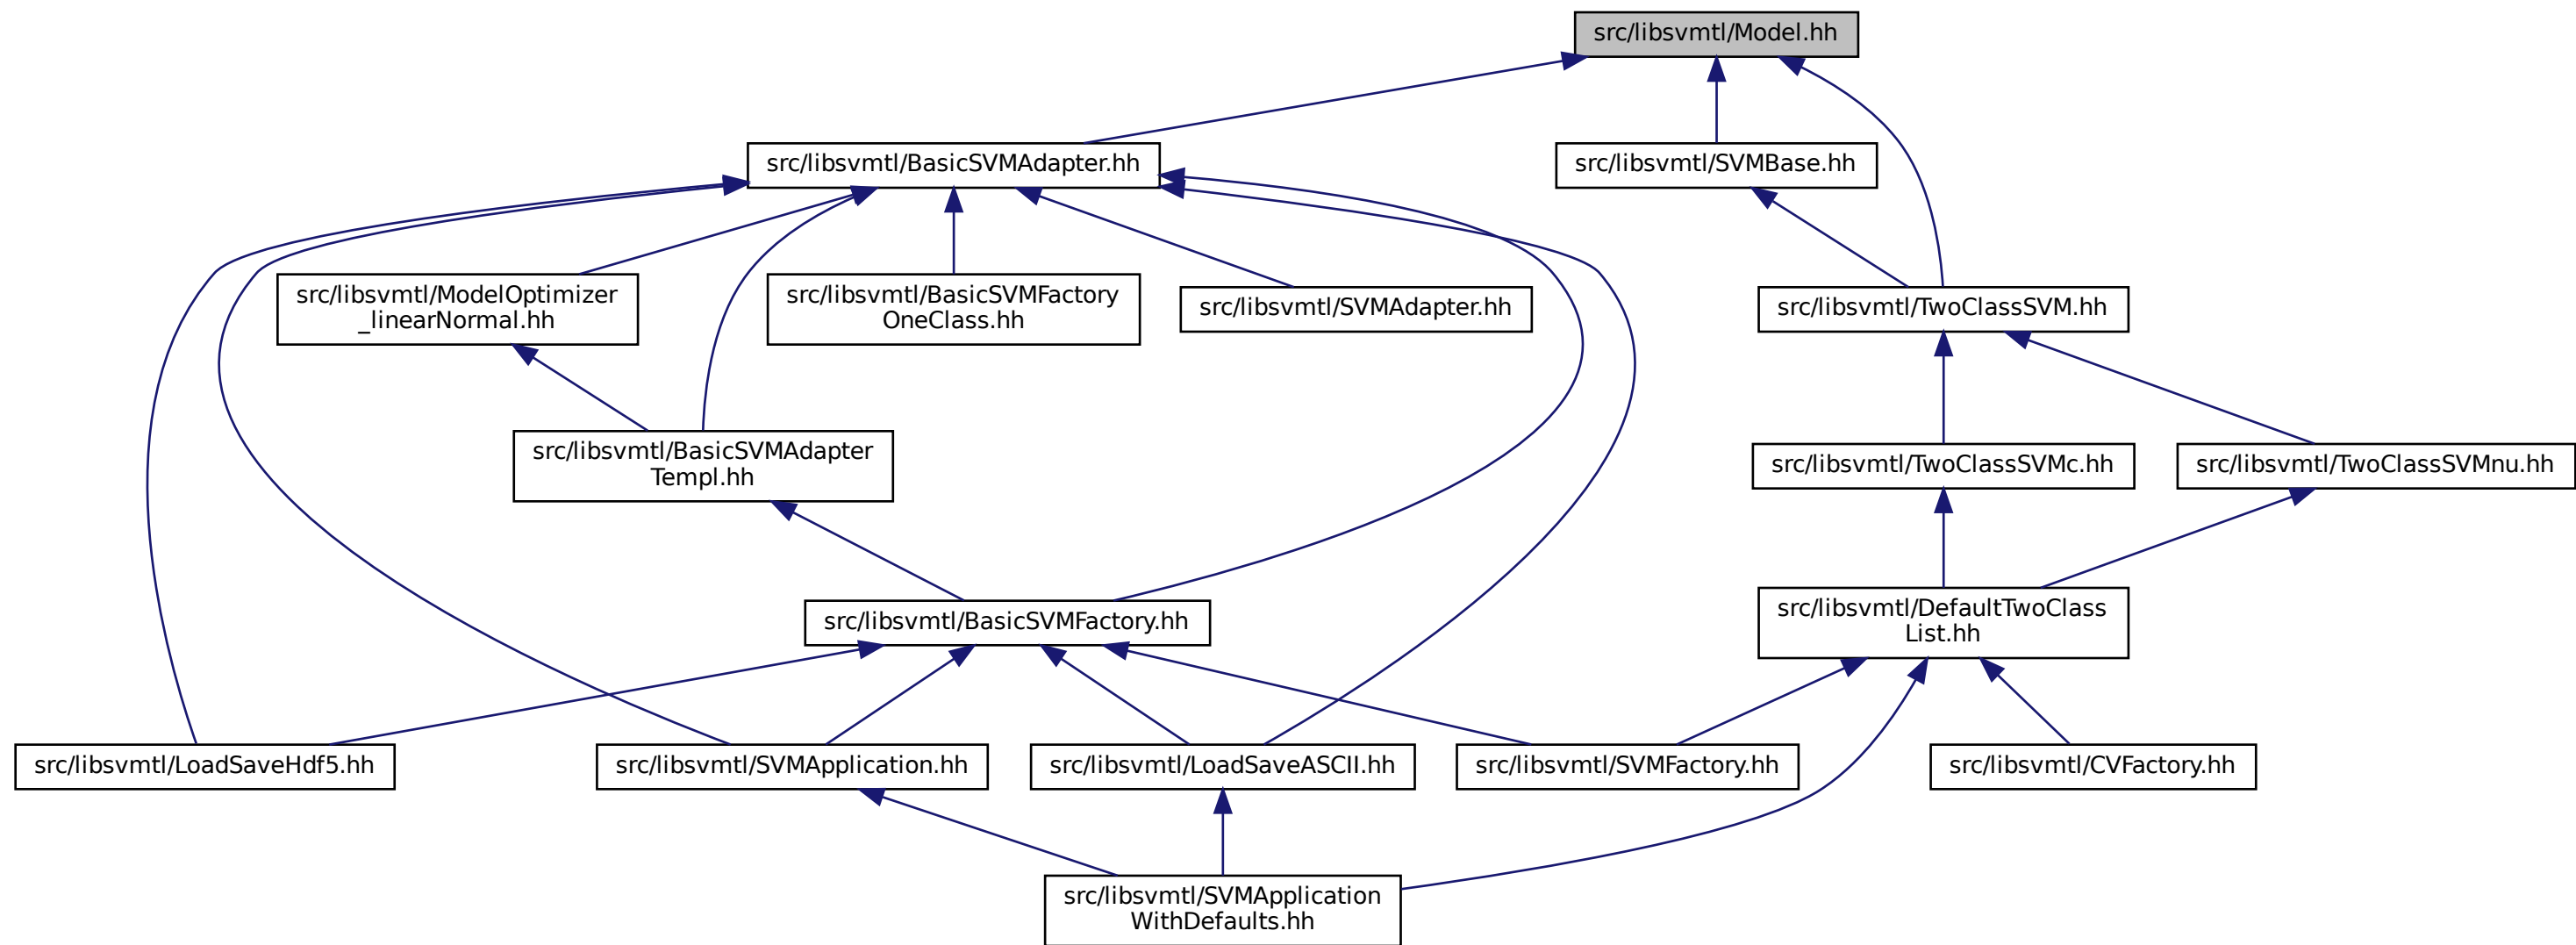 src/libsvmtl/Model.hh
src/libsvmtl/BasicSVMAdapter.hh
src/libsvmtl/SVMBase.hh
src/libsvmtl/ModelOptimizer
_linearNormal.hh
src/libsvmtl/BasicSVMFactory
OneClass.hh
src/libsvmtl/SVMAdapter.hh
src/libsvmtl/TwoClassSVM.hh
src/libsvmtl/BasicSVMAdapter
Templ.hh
src/libsvmtl/TwoClassSVMc.hh
src/libsvmtl/TwoClassSVMnu.hh
src/libsvmtl/BasicSVMFactory.hh
src/libsvmtl/DefaultTwoClass
List.hh
src/libsvmtl/LoadSaveHdf5.hh
src/libsvmtl/SVMApplication.hh
src/libsvmtl/LoadSaveASCII.hh
src/libsvmtl/SVMFactory.hh
src/libsvmtl/CVFactory.hh
src/libsvmtl/SVMApplication
WithDefaults.hh